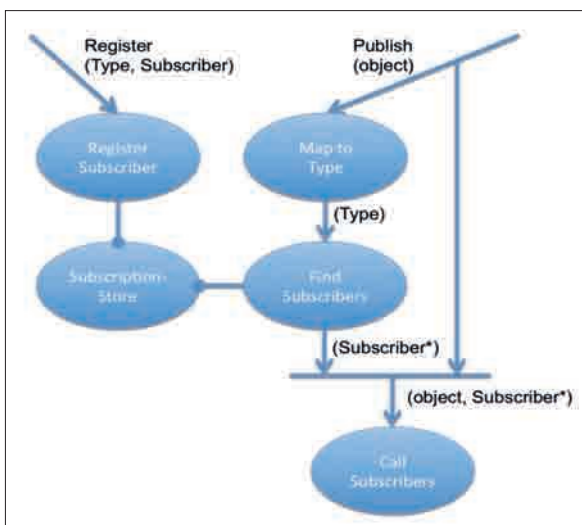 Register
(Type, Subscriber)
Publish
(object)
Register
Subscriber
Map to
Type
(Type)
Subscription-
Store
Find
Subscribers
(Subscriber*)
(object, Subscriber*)
Call
Subscribers